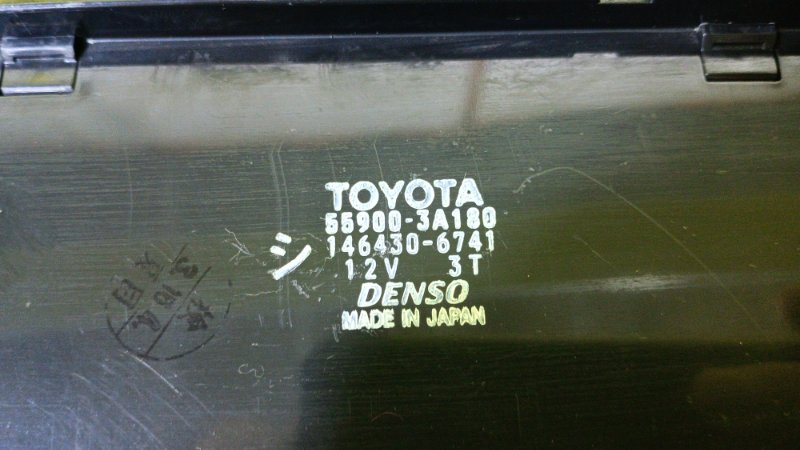 TOYOTA
55900-3A180
146430-6741
シ
12V 3T
DENSO
MADE IN JAPAN